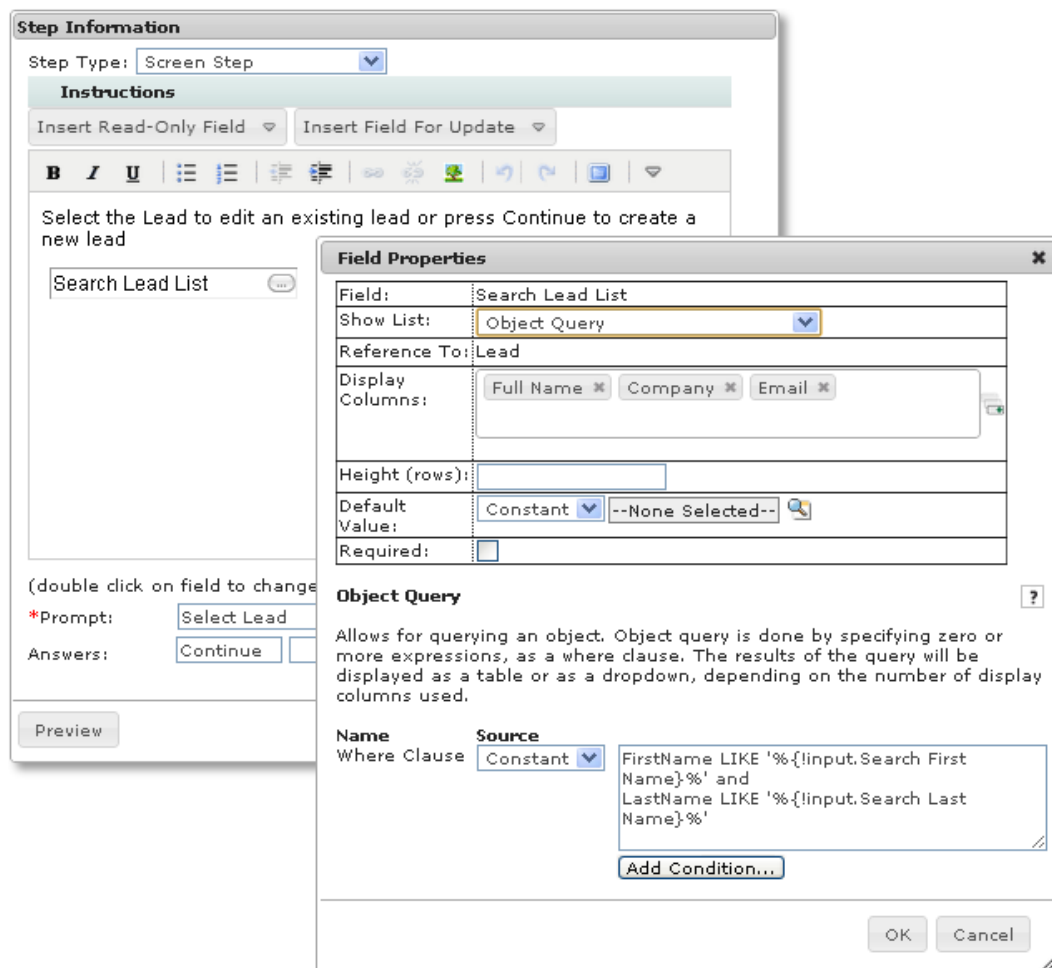 Step Information
Step Type: Screen Step
Instructions
Insert Read-Only Field Insert Field For Update
B I U
Select the Lead to edit an existing lead or press Continue to create a
new lead
Search Lead List ...
(double click on field to change
*Prompt: Select Lead
Answers: Continue
Preview
Field Properties
Field: Search Lead List
Show List: Object Query
Reference To: Lead
Display
Columns: Full Name Company Email
Height (rows):
Default
Value: Constant --None Selected--
Required:
Object Query ?
Allows for querying an object. Object query is done by specifying zero or
more expressions, as a where clause. The results of the query will be
displayed as a table or as a dropdown, depending on the number of display
columns used.
Name Source
Where Clause Constant
FirstName LIKE '%{!input.Search First
Name}%' and
LastName LIKE '%{!input.Search Last
Name}%'
Add Condition...
OK Cancel